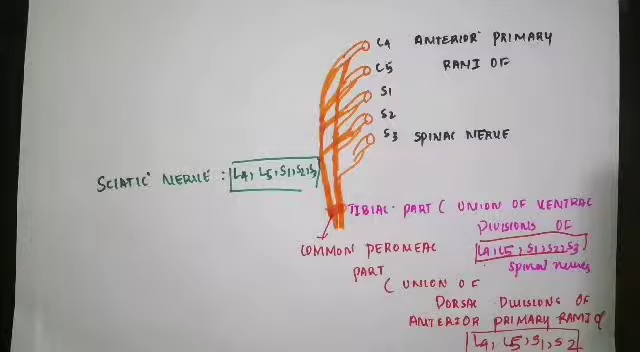 L4 ANTERIOR PRIMARY
L5 RAMI OF
S1
S2
S3 SPINAL NERVE
SCIATIC NERVE : L4, L5, S1, S2, S3
TIBIAL PART ( UNION OF VENTRAL
DIVISIONS OF
L4, L5, S1, S2, S3
spinal nerves
COMMON PERONEAL
PART
( UNION OF
DORSAL DIVISIONS OF
ANTERIOR PRIMARY RAMI of
L4, L5, S1, S2